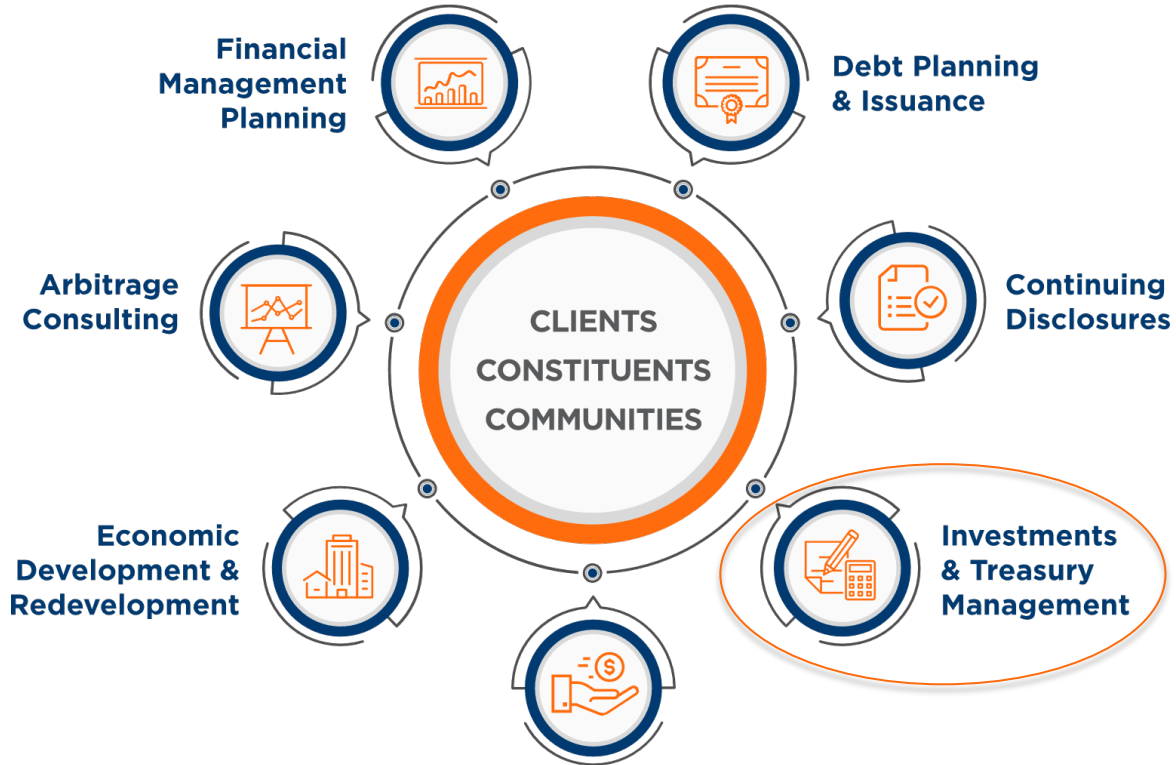 Financial
Management
Planning
Debt Planning
& Issuance
Arbitrage
Consulting
CLIENTS
CONSTITUENTS
COMMUNITIES
Continuing
Disclosures
Economic
Development &
Redevelopment
$
Investments
& Treasury
Management